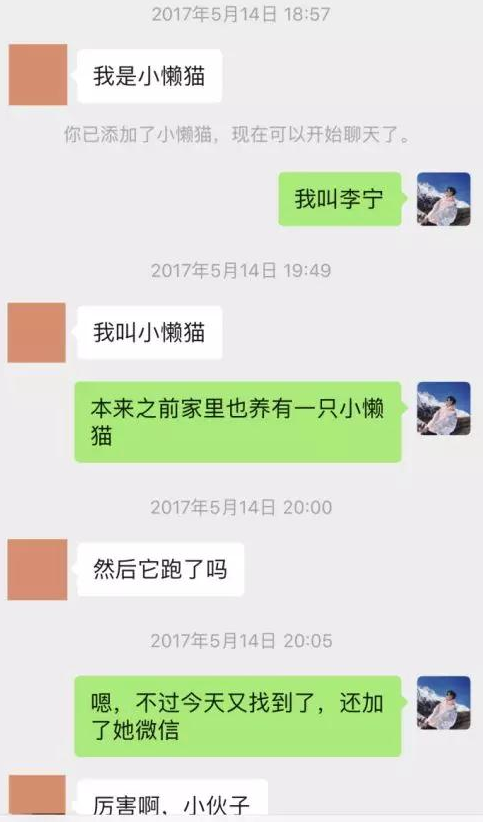 2017年5月14日 18:57
我是小懒猫
你已添加了小懒猫，现在可以开始聊天了。
我叫李宁
2017年5月14日 19:49
我叫小懒猫
本来之前家里也养有一只小懒
猫
2017年5月14日 20:00
然后它跑了吗
2017年5月14日 20:05
嗯，不过今天又找到了，还加
了她微信
厉害啊，小伙子